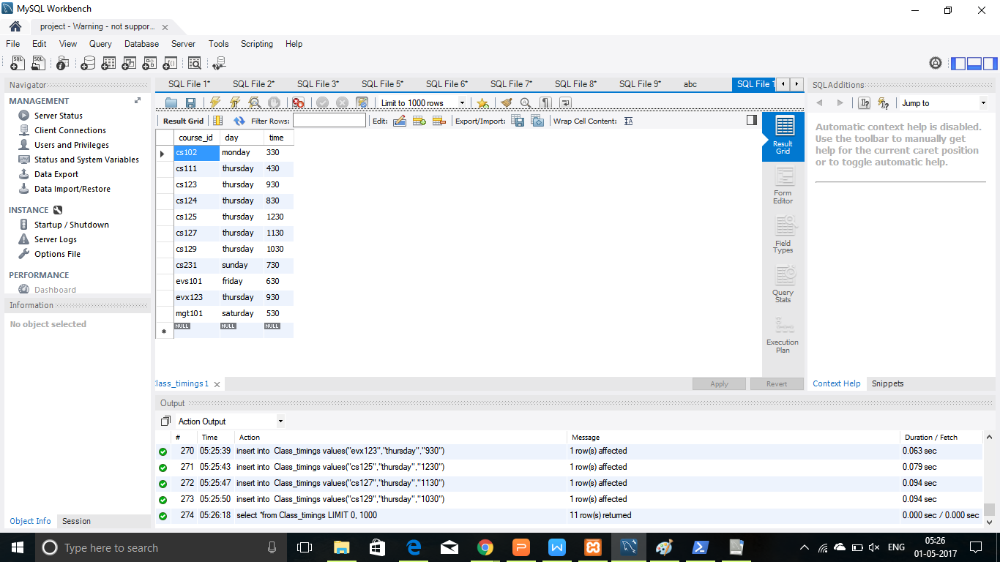 MySQL Workbench
project - Warning - not suppor...
File Edit View Query Database Server Tools Scripting Help
Navigator
MANAGEMENT
Server Status
Client Connections
Users and Privileges
Status and System Variables
Data Export
Data Import/Restore
INSTANCE
Startup / Shutdown
Server Logs
Options File
PERFORMANCE
Dashboard
Information
No object selected
Object Info Session
SQL File 1* SQL File 2* SQL File 3* SQL File 5* SQL File 6* SQL File 7* SQL File 8* SQL File 9* abc SQL File 1
Limit to 1000 rows
Result Grid Filter Rows: Edit: Export/Import: Wrap Cell Content:
course_id day time
cs102 monday 330
cs111 thursday 430
cs123 thursday 930
cs124 thursday 830
cs125 thursday 1230
cs127 thursday 1130
cs129 thursday 1030
cs231 sunday 730
evs101 friday 630
evx123 thursday 930
mgt101 saturday 530
NULL NULL NULL
Result
Grid
Form
Editor
Field
Types
Query
Stats
Execution
Plan
lass_timings 1
Apply Revert
SQLAdditions
Jump to
Automatic context help is disabled.
Use the toolbar to manually get
help for the current caret position
or to toggle automatic help.
Context Help Snippets
Output
Action Output
# Time Action Message Duration / Fetch
270 05:25:39 insert into Class_timings values("evx123","thursday","930") 1 row(s) affected 0.063 sec
271 05:25:43 insert into Class_timings values("cs125","thursday","1230") 1 row(s) affected 0.079 sec
272 05:25:47 insert into Class_timings values("cs127","thursday","1130") 1 row(s) affected 0.094 sec
273 05:25:50 insert into Class_timings values("cs129","thursday","1030") 1 row(s) affected 0.094 sec
274 05:26:18 select *from Class_timings LIMIT 0, 1000 11 row(s) returned 0.000 sec / 0.000 sec
Type here to search
ENG
05:26
01-05-2017